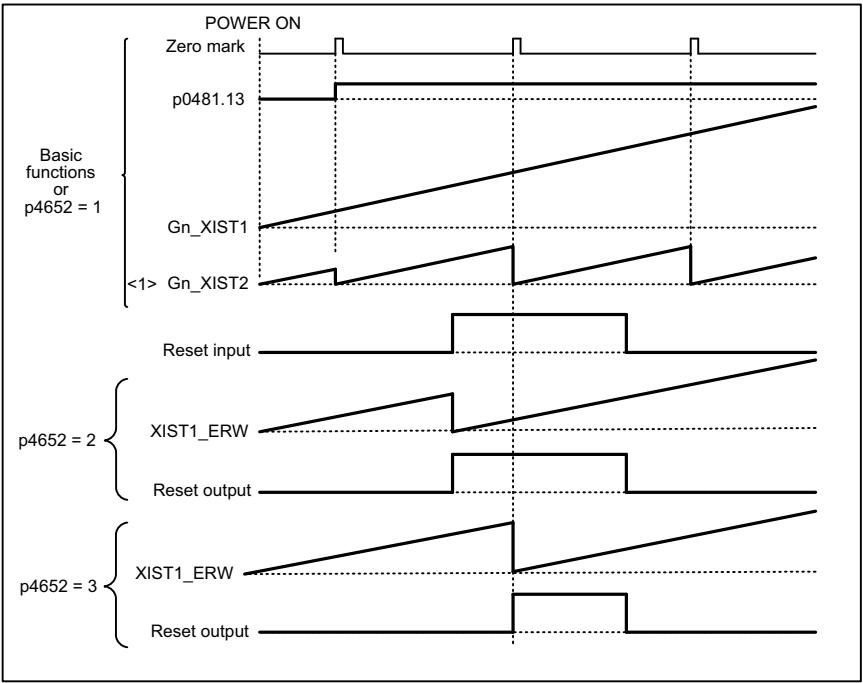 POWER ON
Zero mark
p0481.13
Basic
functions
or
p4652 = 1
Gn_XIST1
<1> Gn_XIST2
Reset input
p4652 = 2
XIST1_ERW
Reset output
p4652 = 3
XIST1_ERW
Reset output